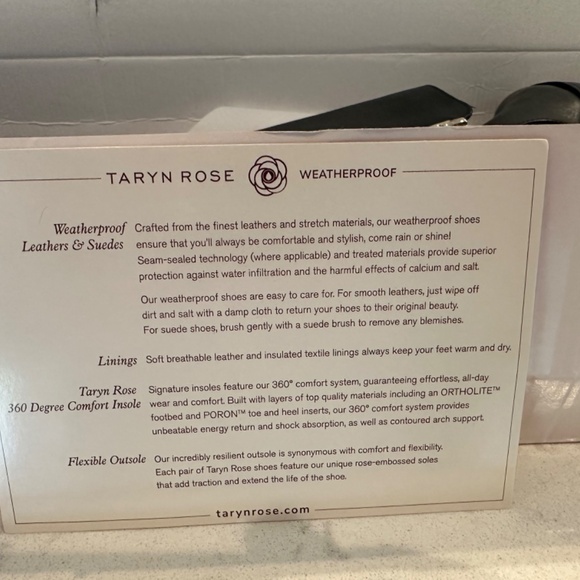 TARYN ROSE WEATHERPROOF
Weatherproof Leathers & Suedes
Crafted from the finest leathers and stretch materials, our weatherproof shoes
ensure that you'll always be comfortable and stylish, come rain or shine!
Seam-sealed technology (where applicable) and treated materials provide superior
protection against water infiltration and the harmful effects of calcium and salt.
Our weatherproof shoes are easy to care for. For smooth leathers, just wipe off
dirt and salt with a damp cloth to return your shoes to their original beauty.
For suede shoes, brush gently with a suede brush to remove any blemishes.
Linings Soft breathable leather and insulated textile linings always keep your feet warm and dry.
Taryn Rose
360 Degree Comfort Insole
Signature insoles feature our 360° comfort system, guaranteeing effortless, all-day
wear and comfort. Built with layers of top quality materials including an ORTHOLITE™
footbed and PORON™ toe and heel inserts, our 360° comfort system provides
unbeatable energy return and shock absorption, as well as contoured arch support.
Flexible Outsole Our incredibly resilient outsole is synonymous with comfort and flexibility.
Each pair of Taryn Rose shoes feature our unique rose-embossed soles
that add traction and extend the life of the shoe.
tarynrose.com